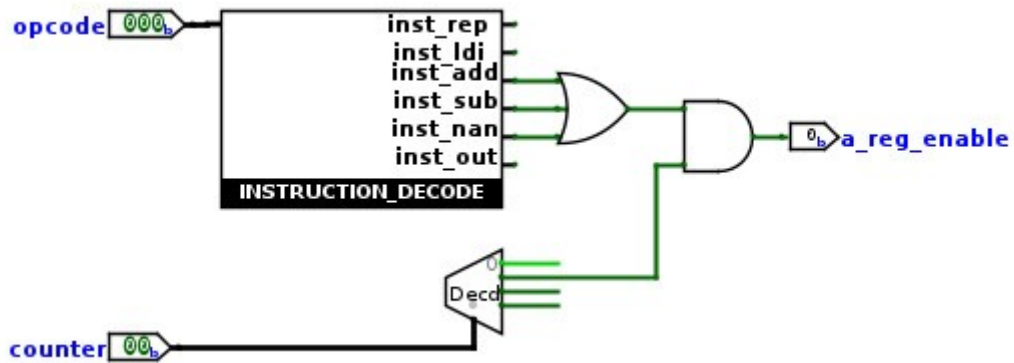 opcode 000b
inst_rep
inst_ldi
inst_add
inst_sub
inst_nan
inst_out
INSTRUCTION_DECODE
0b a_reg_enable
0
Decd
counter 00b